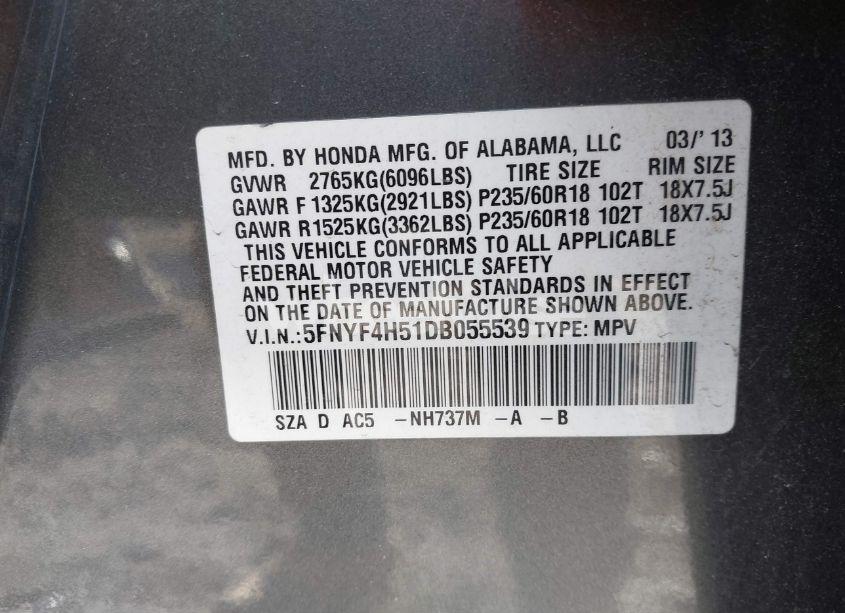 MFD. BY HONDA MFG. OF ALABAMA, LLC 03/'13
GVWR 2765KG(6096LBS) TIRE SIZE RIM SIZE
GAWR F 1325KG(2921LBS) P235/60R18 102T 18X7.5J
GAWR R1525KG(3362LBS) P235/60R18 102T 18X7.5J
THIS VEHICLE CONFORMS TO ALL APPLICABLE
FEDERAL MOTOR VEHICLE SAFETY
AND THEFT PREVENTION STANDARDS IN EFFECT
ON THE DATE OF MANUFACTURE SHOWN ABOVE.
V.I.N.:5FNYF4H51DB055539 TYPE: MPV
SZA D AC5 -NH737M -A -B